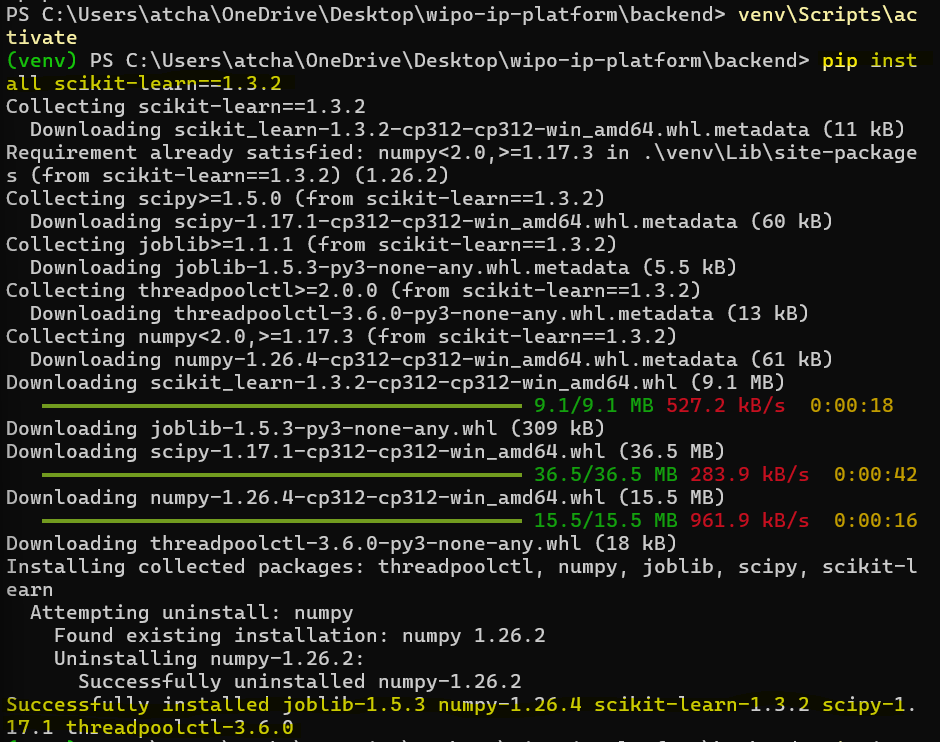 PS C:\Users\atcha\OneDrive\Desktop\wipo-ip-platform\backend> venv\Scripts\ac
tivate
(venv) PS C:\Users\atcha\OneDrive\Desktop\wipo-ip-platform\backend> pip inst
all scikit-learn==1.3.2
Collecting scikit-learn==1.3.2
  Downloading scikit_learn-1.3.2-cp312-cp312-win_amd64.whl.metadata (11 kB)
Requirement already satisfied: numpy<2.0,>=1.17.3 in .\venv\Lib\site-package
s (from scikit-learn==1.3.2) (1.26.2)
Collecting scipy>=1.5.0 (from scikit-learn==1.3.2)
  Downloading scipy-1.17.1-cp312-cp312-win_amd64.whl.metadata (60 kB)
Collecting joblib>=1.1.1 (from scikit-learn==1.3.2)
  Downloading joblib-1.5.3-py3-none-any.whl.metadata (5.5 kB)
Collecting threadpoolctl>=2.0.0 (from scikit-learn==1.3.2)
  Downloading threadpoolctl-3.6.0-py3-none-any.whl.metadata (13 kB)
Collecting numpy<2.0,>=1.17.3 (from scikit-learn==1.3.2)
  Downloading numpy-1.26.4-cp312-cp312-win_amd64.whl.metadata (61 kB)
Downloading scikit_learn-1.3.2-cp312-cp312-win_amd64.whl (9.1 MB)
9.1/9.1 MB 527.2 kB/s  0:00:18
Downloading joblib-1.5.3-py3-none-any.whl (309 kB)
Downloading scipy-1.17.1-cp312-cp312-win_amd64.whl (36.5 MB)
36.5/36.5 MB 283.9 kB/s  0:00:42
Downloading numpy-1.26.4-cp312-cp312-win_amd64.whl (15.5 MB)
15.5/15.5 MB 961.9 kB/s  0:00:16
Downloading threadpoolctl-3.6.0-py3-none-any.whl (18 kB)
Installing collected packages: threadpoolctl, numpy, joblib, scipy, scikit-l
earn
  Attempting uninstall: numpy
    Found existing installation: numpy 1.26.2
    Uninstalling numpy-1.26.2:
      Successfully uninstalled numpy-1.26.2
Successfully installed joblib-1.5.3 numpy-1.26.4 scikit-learn-1.3.2 scipy-1.
17.1 threadpoolctl-3.6.0